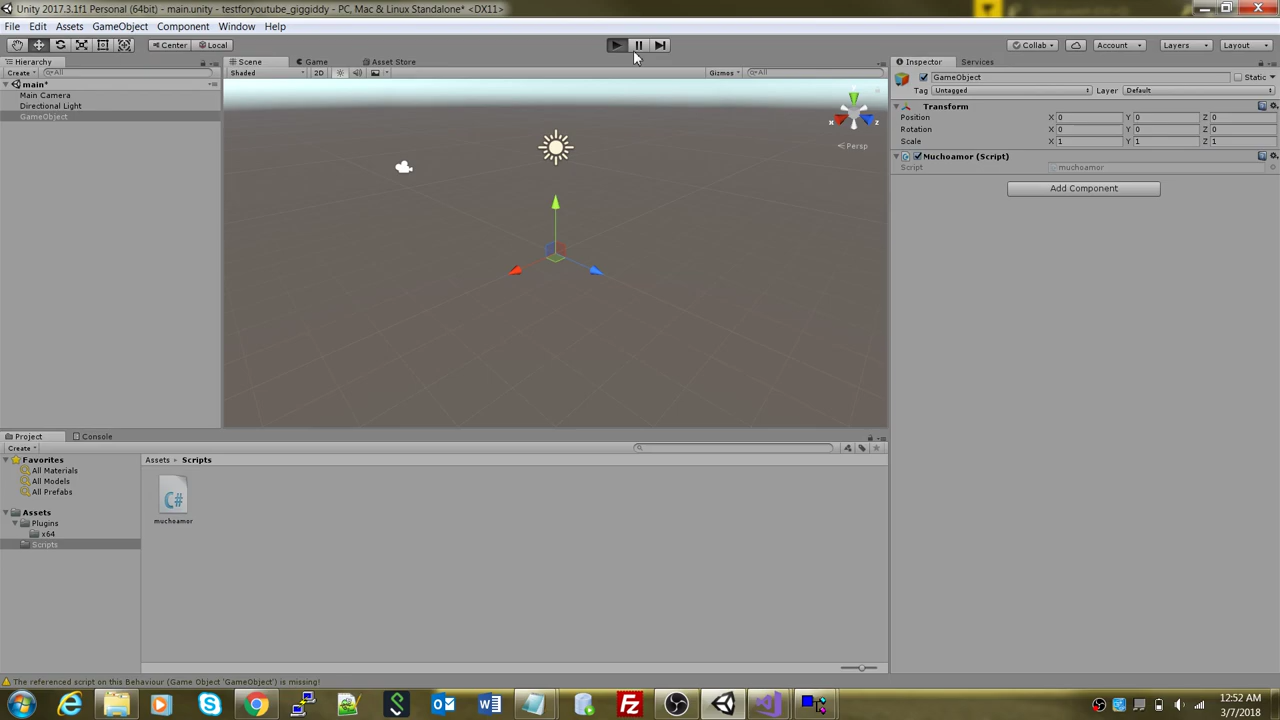 Unity 2017.3.1f1 Personal (64bit) - main.unity - testforyoutube_giggiddy - PC, Mac & Linux Standalone* <DX11>
File Edit Assets GameObject Component Window Help
Center Local Collab Account Layers Layout
Hierarchy Scene Game Asset Store Inspector Services
Create All Shaded 2D Gizmos All GameObject Static
main*
Main Camera
Directional Light
GameObject
Tag Untagged Layer Default
Transform
Position X 0 Y 0 Z 0
Rotation X 0 Y 0 Z 0
Scale X 1 Y 1 Z 1
Muchoamor (Script)
Script muchoamor
Add Component
y
x z
Persp
Project Console
Create
Favorites
All Materials
All Models
All Prefabs
Assets
Plugins
x64
Scripts
Assets Scripts
C#
muchoamor
The referenced script on this Behaviour (Game Object 'GameObject') is missing!
12:52 AM
3/7/2018